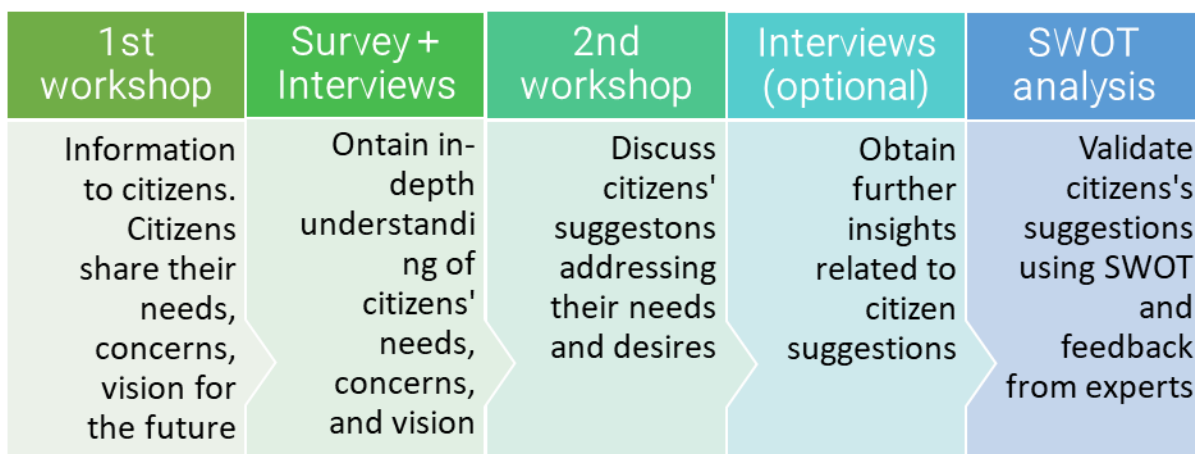 1st
workshop
Information
to citizens.
Citizens
share their
needs,
concerns,
vision for
the future
Survey +
Interviews
Ontain in-
depth
understandi
ng of
citizens'
needs,
concerns,
and vision
2nd
workshop
Discuss
citizens'
suggestons
addressing
their needs
and desires
Interviews
(optional)
Obtain
further
insights
related to
citizen
suggestions
SWOT
analysis
Validate
citizens's
suggestions
using SWOT
and
feedback
from experts